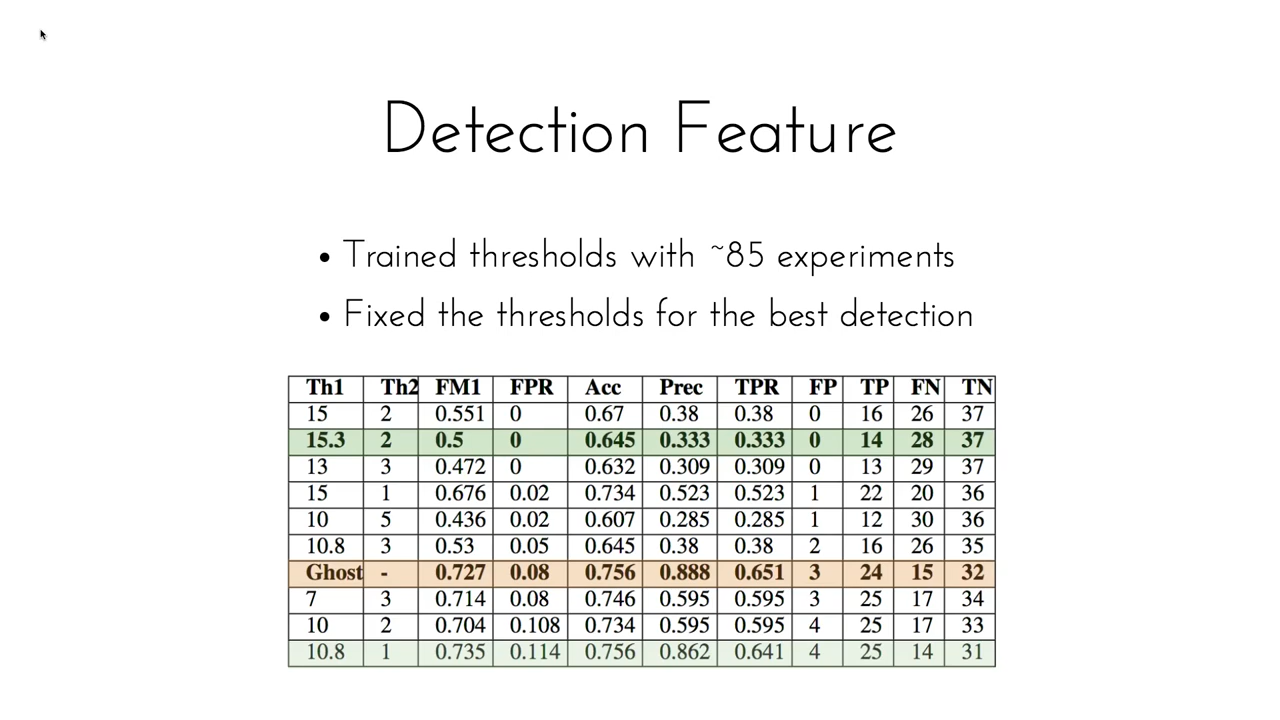 Detection Feature
• Trained thresholds with ~85 experiments
• Fixed the thresholds for the best detection
Th1 Th2 FM1 FPR Acc Prec TPR FP TP FN TN
15 2 0.551 0 0.67 0.38 0.38 0 16 26 37
15.3 2 0.5 0 0.645 0.333 0.333 0 14 28 37
13 3 0.472 0 0.632 0.309 0.309 0 13 29 37
15 1 0.676 0.02 0.734 0.523 0.523 1 22 20 36
10 5 0.436 0.02 0.607 0.285 0.285 1 12 30 36
10.8 3 0.53 0.05 0.645 0.38 0.38 2 16 26 35
Ghost - 0.727 0.08 0.756 0.888 0.651 3 24 15 32
7 3 0.714 0.08 0.746 0.595 0.595 3 25 17 34
10 2 0.704 0.108 0.734 0.595 0.595 4 25 17 33
10.8 1 0.735 0.114 0.756 0.862 0.641 4 25 14 31